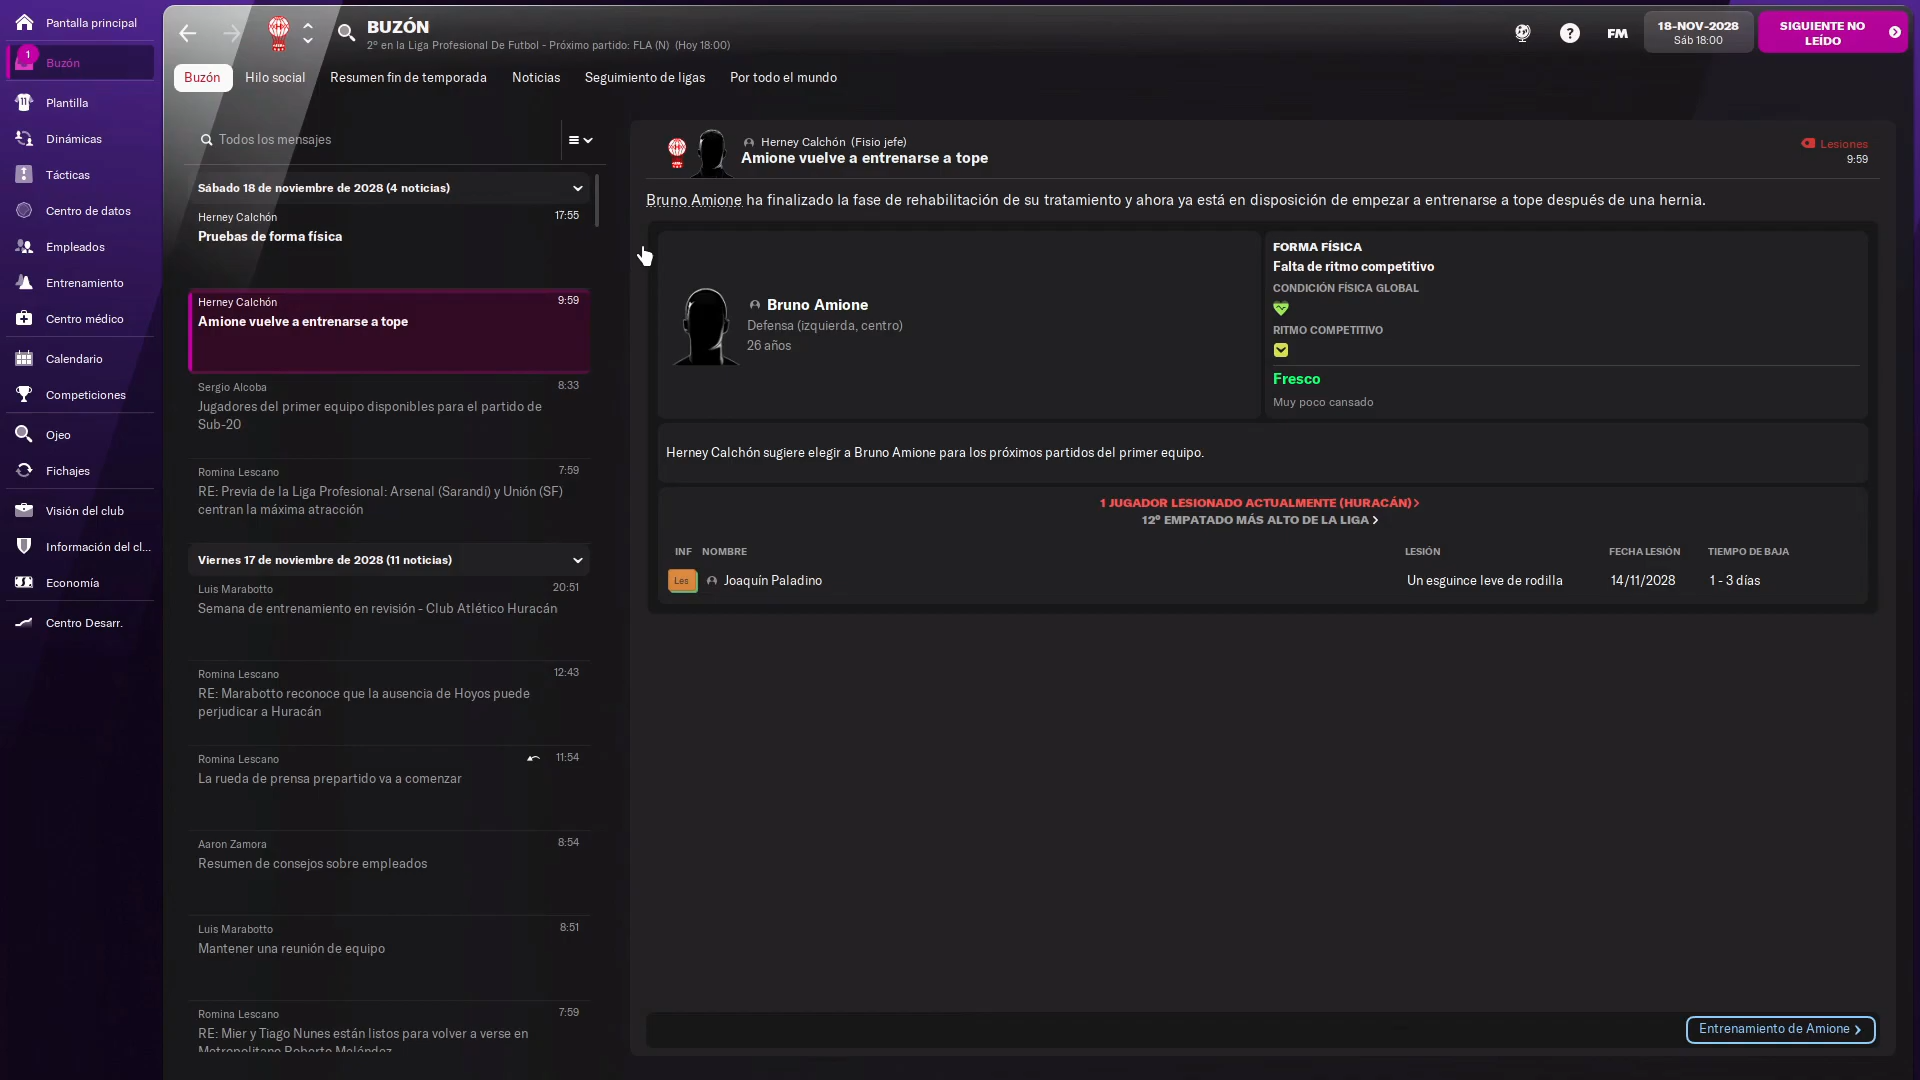 Pantalla principal
1
Buzón
Plantilla
Dinámicas
Tácticas
Centro de datos
Empleados
Entrenamiento
Centro médico
Calendario
Competiciones
Ojeo
Fichajes
Visión del club
Información del cl...
Economía
Centro Desarr.
BUZÓN
2º en la Liga Profesional De Futbol - Próximo partido: FLA (N) (Hoy 18:00)
?
FM
18-NOV-2028
Sáb 18:00
SIGUIENTE NO
LEÍDO
Buzón Hilo social Resumen fin de temporada Noticias Seguimiento de ligas Por todo el mundo
Todos los mensajes
Sábado 18 de noviembre de 2028 (4 noticias)
Herney Calchón 17:55
Pruebas de forma física
Herney Calchón 9:59
Amione vuelve a entrenarse a tope
Sergio Alcoba 8:33
Jugadores del primer equipo disponibles para el partido de
Sub-20
Romina Lescano 7:59
RE: Previa de la Liga Profesional: Arsenal (Sarandí) y Unión (SF)
centran la máxima atracción
Viernes 17 de noviembre de 2028 (11 noticias)
Luis Marabotto 20:51
Semana de entrenamiento en revisión - Club Atlético Huracán
Romina Lescano 12:43
RE: Marabotto reconoce que la ausencia de Hoyos puede
perjudicar a Huracán
Romina Lescano 11:54
La rueda de prensa prepartido va a comenzar
Aaron Zamora 8:54
Resumen de consejos sobre empleados
Luis Marabotto 8:51
Mantener una reunión de equipo
Romina Lescano 7:59
RE: Mier y Tiago Nunes están listos para volver a verse en
Metropolitano Roberto Meléndez
Herney Calchón (Fisio jefe)
Amione vuelve a entrenarse a tope
Lesiones
9:59
Bruno Amione ha finalizado la fase de rehabilitación de su tratamiento y ahora ya está en disposición de empezar a entrenarse a tope después de una hernia.
Bruno Amione
Defensa (izquierda, centro)
26 años
FORMA FÍSICA
Falta de ritmo competitivo
CONDICIÓN FÍSICA GLOBAL
RITMO COMPETITIVO
Fresco
Muy poco cansado
Herney Calchón sugiere elegir a Bruno Amione para los próximos partidos del primer equipo.
1 JUGADOR LESIONADO ACTUALMENTE (HURACÁN)
12º EMPATADO MÁS ALTO DE LA LIGA
INF NOMBRE LESIÓN FECHA LESIÓN TIEMPO DE BAJA
Les Joaquín Paladino Un esguince leve de rodilla 14/11/2028 1 - 3 días
Entrenamiento de Amione